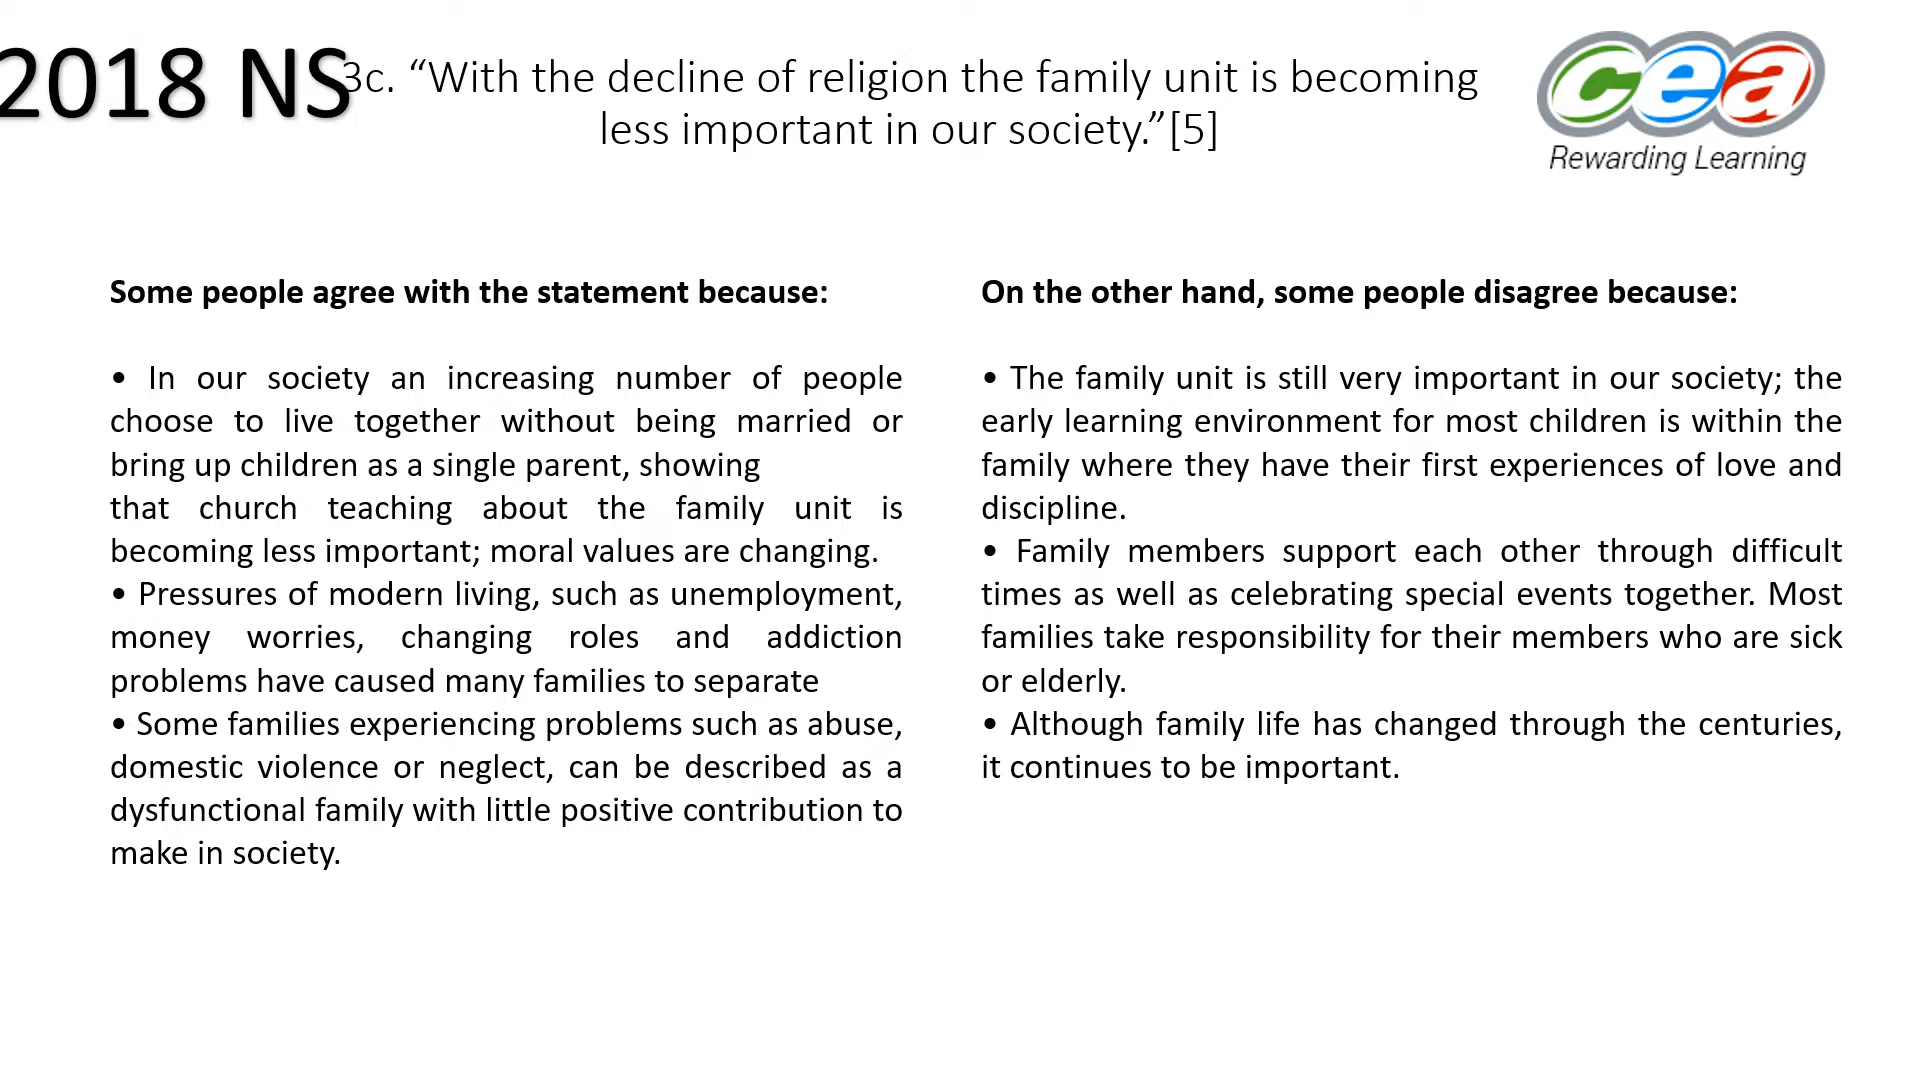 2018 NS
3c. “With the decline of religion the family unit is becoming
less important in our society.”[5]
cea
Rewarding Learning
Some people agree with the statement because:
• In our society an increasing number of people
choose to live together without being married or
bring up children as a single parent, showing
that church teaching about the family unit is
becoming less important; moral values are changing.
• Pressures of modern living, such as unemployment,
money worries, changing roles and addiction
problems have caused many families to separate
• Some families experiencing problems such as abuse,
domestic violence or neglect, can be described as a
dysfunctional family with little positive contribution to
make in society.
On the other hand, some people disagree because:
• The family unit is still very important in our society; the
early learning environment for most children is within the
family where they have their first experiences of love and
discipline.
• Family members support each other through difficult
times as well as celebrating special events together. Most
families take responsibility for their members who are sick
or elderly.
• Although family life has changed through the centuries,
it continues to be important.